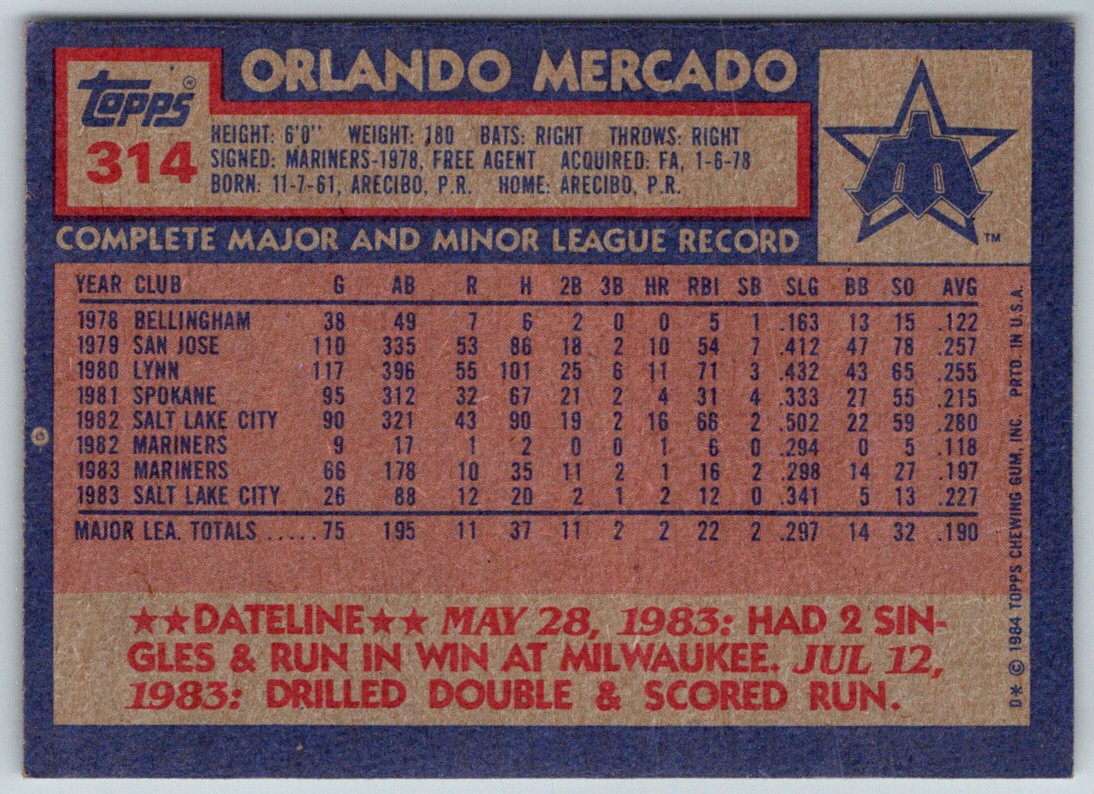 ORLANDO MERCADO
Topps®
314
HEIGHT: 6'0" WEIGHT: 180 BATS: RIGHT THROWS: RIGHT
SIGNED: MARINERS-1978, FREE AGENT ACQUIRED: FA, 1-6-78
BORN: 11-7-61, ARECIBO, P.R. HOME: ARECIBO, P.R.
TM
COMPLETE MAJOR AND MINOR LEAGUE RECORD
YEAR CLUB G AB R H 2B 3B HR RBI SB SLG BB SO AVG
1978 BELLINGHAM 38 49 7 6 2 0 0 5 1 .163 13 15 .122
1979 SAN JOSE 110 335 53 86 18 2 10 54 7 .412 47 78 .257
1980 LYNN 117 396 55 101 25 6 11 71 3 .432 43 65 .255
1981 SPOKANE 95 312 32 67 21 2 4 31 4 .333 27 55 .215
1982 SALT LAKE CITY 90 321 43 90 19 2 16 66 2 .502 22 59 .280
1982 MARINERS 9 17 1 2 0 0 1 6 0 .294 0 5 .118
1983 MARINERS 66 178 10 35 11 2 1 16 2 .298 14 27 .197
1983 SALT LAKE CITY 26 88 12 20 2 1 2 12 0 .341 5 13 .227
MAJOR LEA. TOTALS ..... 75 195 11 37 11 2 2 22 2 .297 14 32 .190
★★DATELINE★★ MAY 28, 1983: HAD 2 SIN-
GLES & RUN IN WIN AT MILWAUKEE. JUL 12,
1983: DRILLED DOUBLE & SCORED RUN.
D* © 1984 TOPPS CHEWING GUM, INC. PRTD. IN U.S.A.